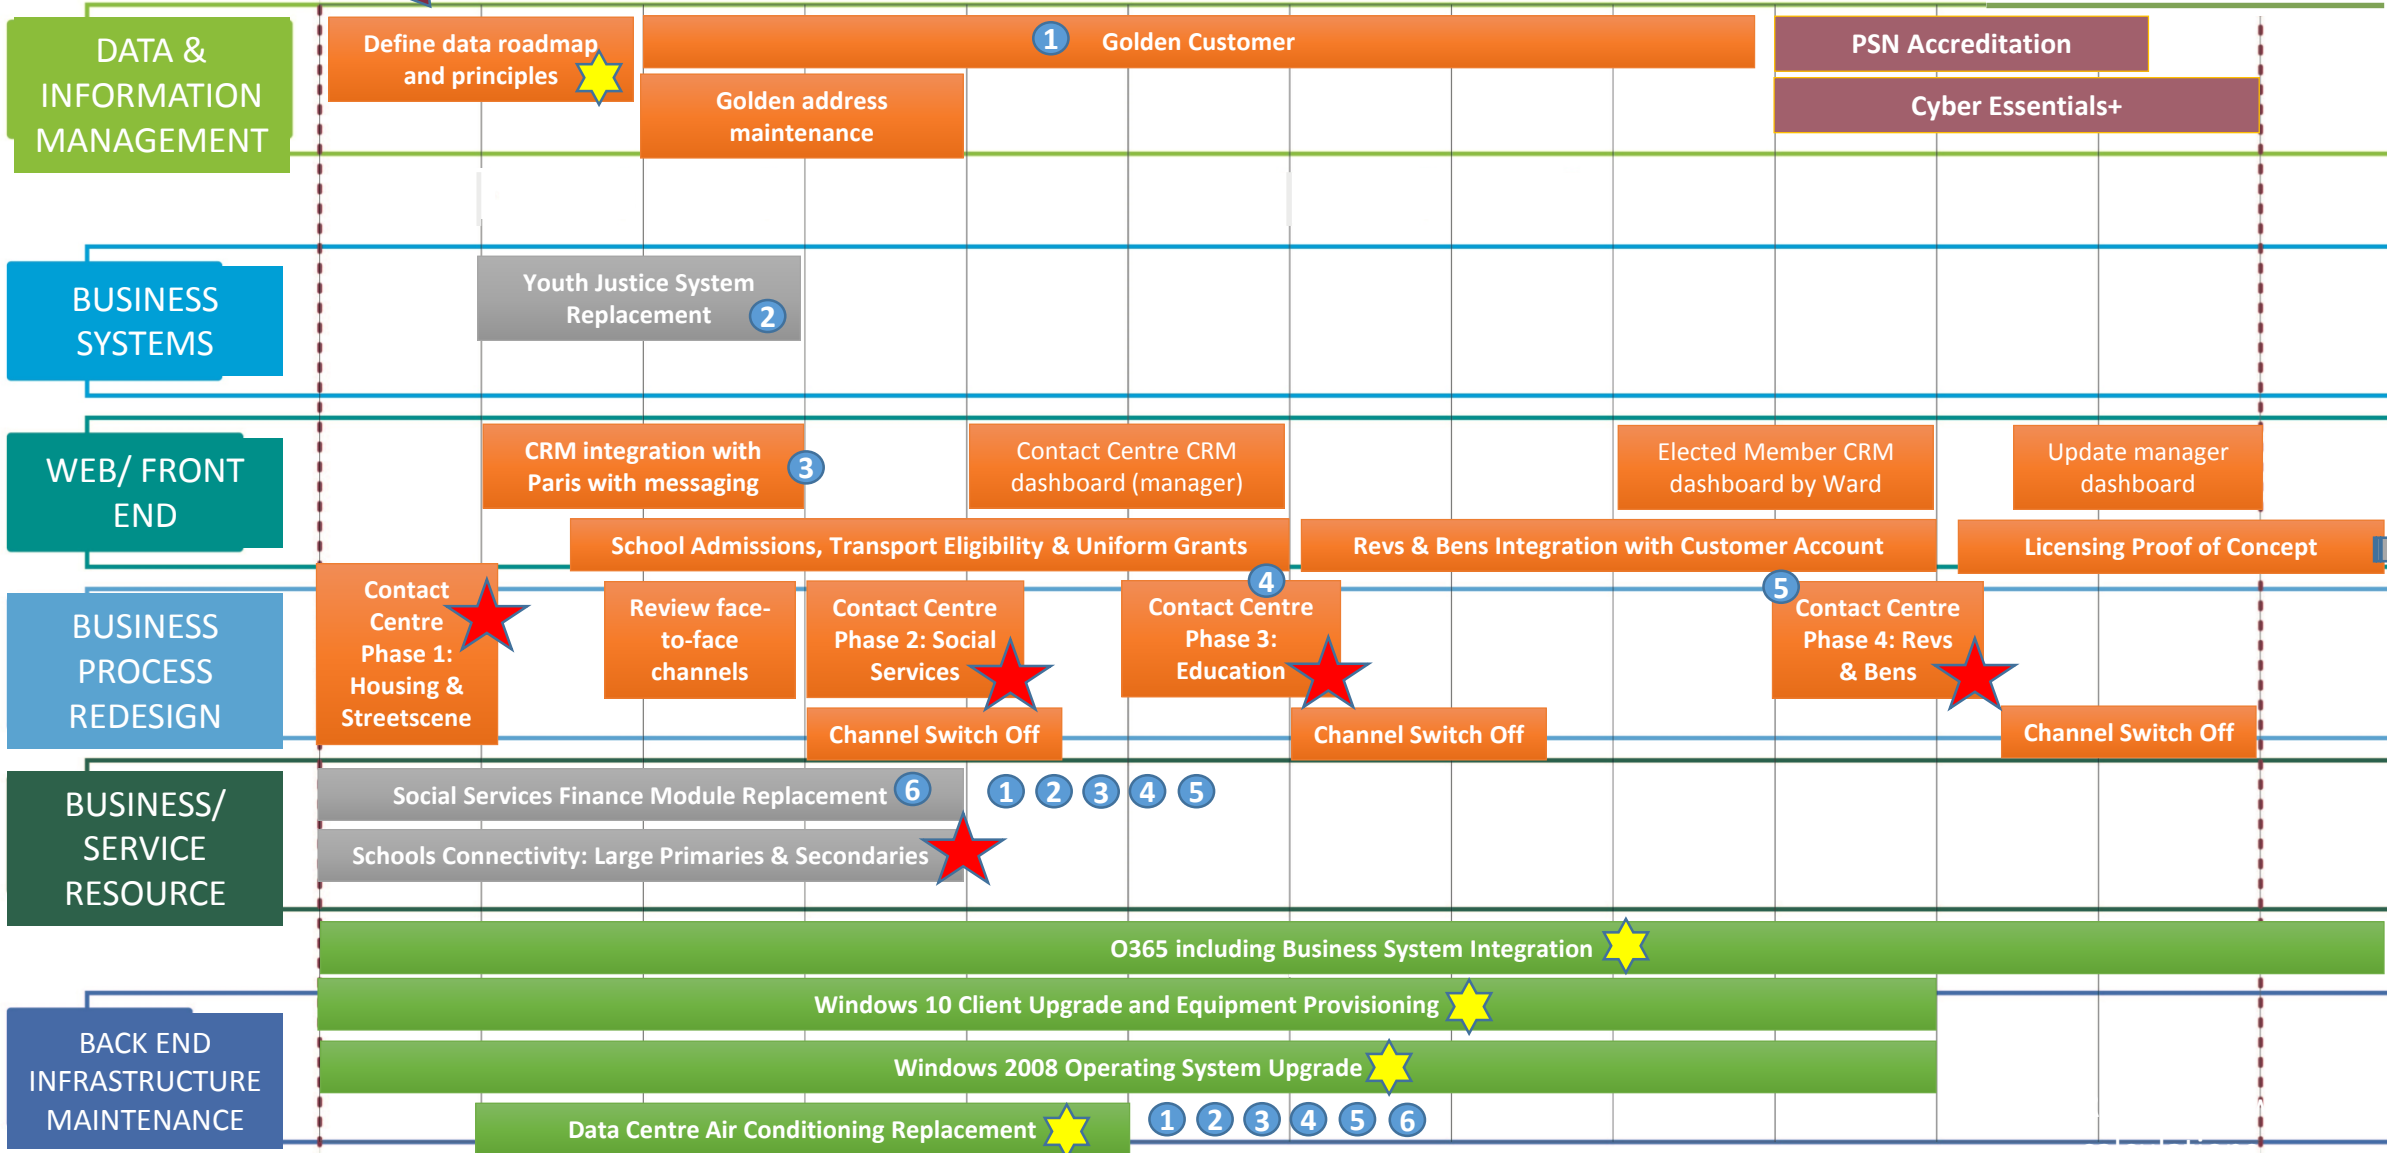 DATA &
INFORMATION
MANAGEMENT
Define data roadmap
and principles
1
Golden Customer
Golden address
maintenance
PSN Accreditation
Cyber Essentials+
BUSINESS
SYSTEMS
Youth Justice System
Replacement
2
WEB/ FRONT
END
CRM integration with
Paris with messaging
3
Contact Centre CRM
dashboard (manager)
Elected Member CRM
dashboard by Ward
Update manager
dashboard
School Admissions, Transport Eligibility & Uniform Grants
Revs & Bens Integration with Customer Account
Licensing Proof of Concept
BUSINESS
PROCESS
REDESIGN
Contact
Centre
Phase 1:
Housing &
Streetscene
Review face-
to-face
channels
Contact Centre
Phase 2: Social
Services
4
Contact Centre
Phase 3:
Education
5
Contact Centre
Phase 4: Revs
& Bens
Channel Switch Off
Channel Switch Off
Channel Switch Off
BUSINESS/
SERVICE
RESOURCE
Social Services Finance Module Replacement
6
1 2 3 4 5
Schools Connectivity: Large Primaries & Secondaries
O365 including Business System Integration
BACK END
INFRASTRUCTURE
MAINTENANCE
Windows 10 Client Upgrade and Equipment Provisioning
Windows 2008 Operating System Upgrade
Data Centre Air Conditioning Replacement
1 2 3 4 5 6